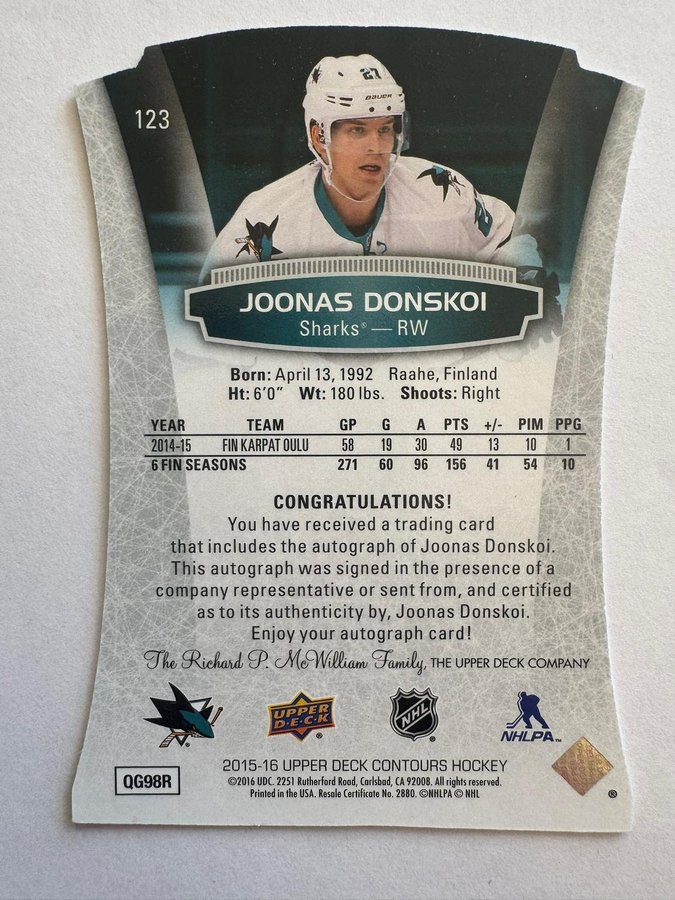 123
27
BAUER
JOONAS DONSKOI
Sharks® — RW
Born: April 13, 1992 Raahe, Finland
Ht: 6'0" Wt: 180 lbs. Shoots: Right
YEAR TEAM GP G A PTS +/- PIM PPG
2014-15 FIN KARPAT OULU 58 19 30 49 13 10 1
6 FIN SEASONS 271 60 96 156 41 54 10
CONGRATULATIONS!
You have received a trading card
that includes the autograph of Joonas Donskoi.
This autograph was signed in the presence of a
company representative or sent from, and certified
as to its authenticity by, Joonas Donskoi.
Enjoy your autograph card!
The Richard P. McWilliam Family, THE UPPER DECK COMPANY
UPPER
D·E·C·K
®
NHL
®
NHLPA™
2015-16 UPPER DECK CONTOURS HOCKEY
QG98R
©2016 UDC. 2251 Rutherford Road, Carlsbad, CA 92008. All rights reserved.
Printed in the USA. Resale Certificate No. 2880. ©NHLPA © NHL
®